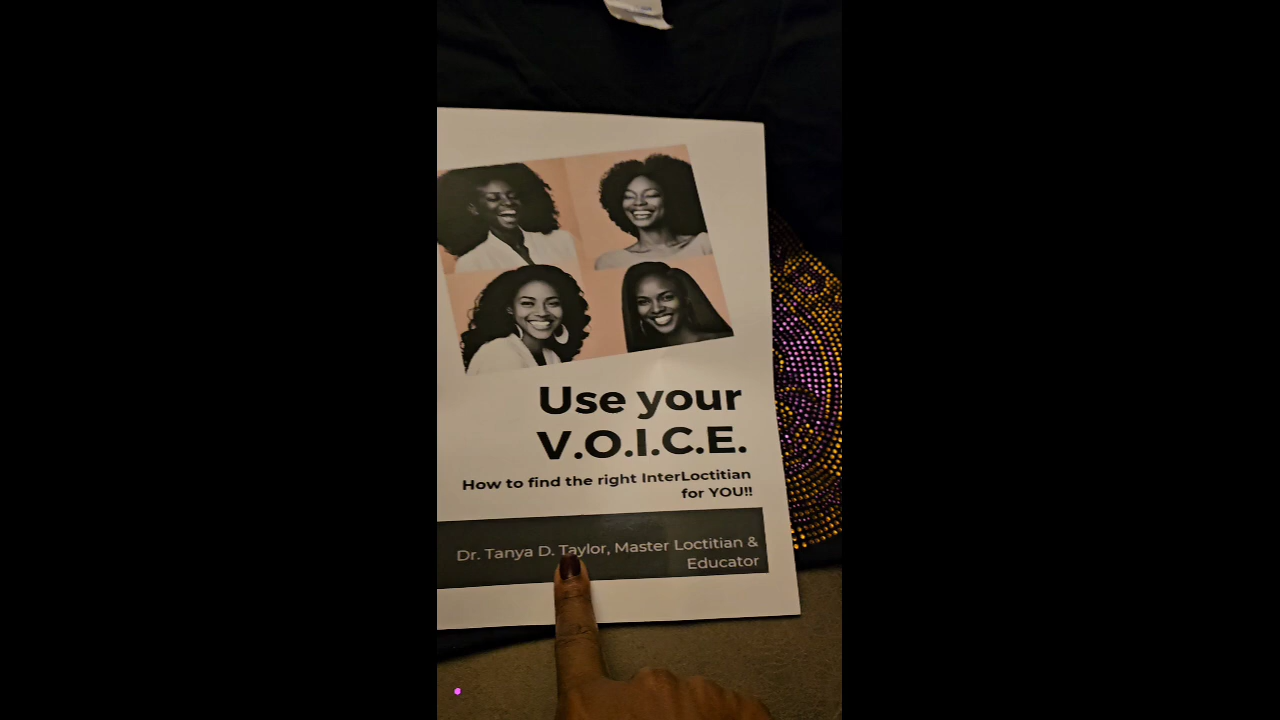 Use your
V.O.I.C.E.
How to find the right InterLoctitian
for YOU!!
Dr. Tanya D. Taylor, Master Loctitian &
Educator